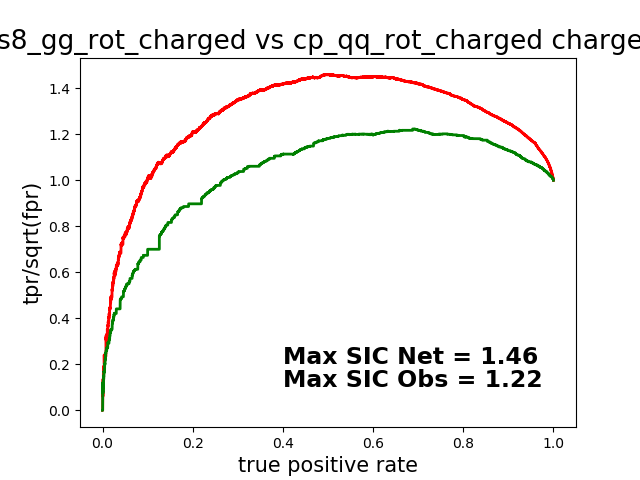 s8_gg_rot_charged vs cp_qq_rot_charged charge
tpr/sqrt(fpr)
1.4
1.2
1.0
0.8
0.6
0.4
0.2
0.0
Max SIC Net = 1.46
Max SIC Obs = 1.22
0.0 0.2 0.4 0.6 0.8 1.0
true positive rate